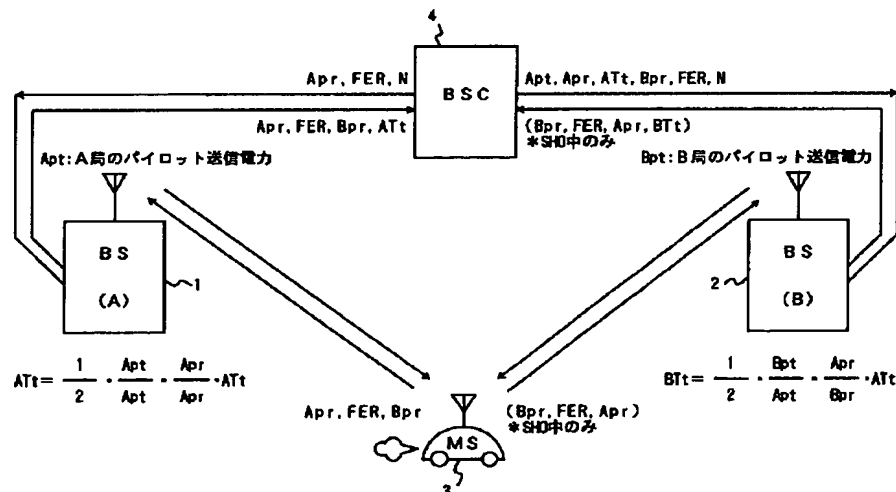 4
BSC
Apr, FER, N
Apt, Apr, ATt, Bpr, FER, N
Apr, FER, Bpr, ATt
(Bpr, FER, Apr, BTt)
*SHO中のみ
Apt:A局のパイロット送信電力
Bpt:B局のパイロット送信電力
BS
(A)
1
2
BS
(B)
ATt= 1/2 · Apt/Apt · Apr/Apr · ATt
BTt= 1/2 · Bpt/Apt · Apr/Bpr · ATt
Apr, FER, Bpr
(Bpr, FER, Apr)
*SHO中のみ
MS
3